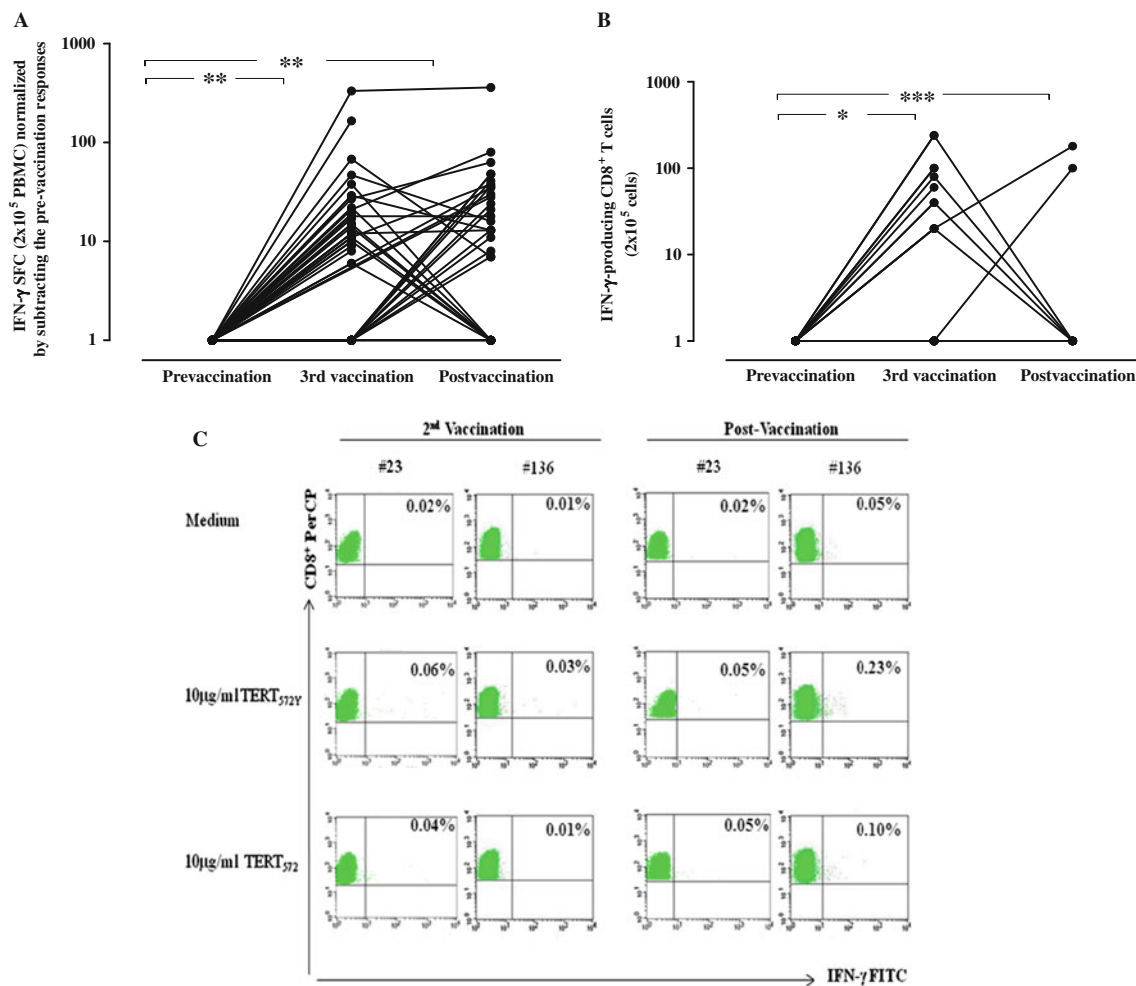 A
IFN-γ SFC (2x10⁵ PBMC) normalized
by subtracting the pre-vaccination responses
1000
100
10
1
**
**
Prevaccination 3rd vaccination Postvaccination
B
IFN-γ-producing CD8⁺ T cells
(2x10⁵ cells)
1000
100
10
1
***
*
Prevaccination 3rd vaccination Postvaccination
C
2ⁿᵈ Vaccination Post-Vaccination
#23 #136 #23 #136
CD8⁺ PerCP
Medium
0.02% 0.01% 0.02% 0.05%
10µg/ml TERT₅₇₂Y
0.06% 0.03% 0.05% 0.23%
10µg/ml TERT₅₇₂
0.04% 0.01% 0.05% 0.10%
IFN-γ FITC